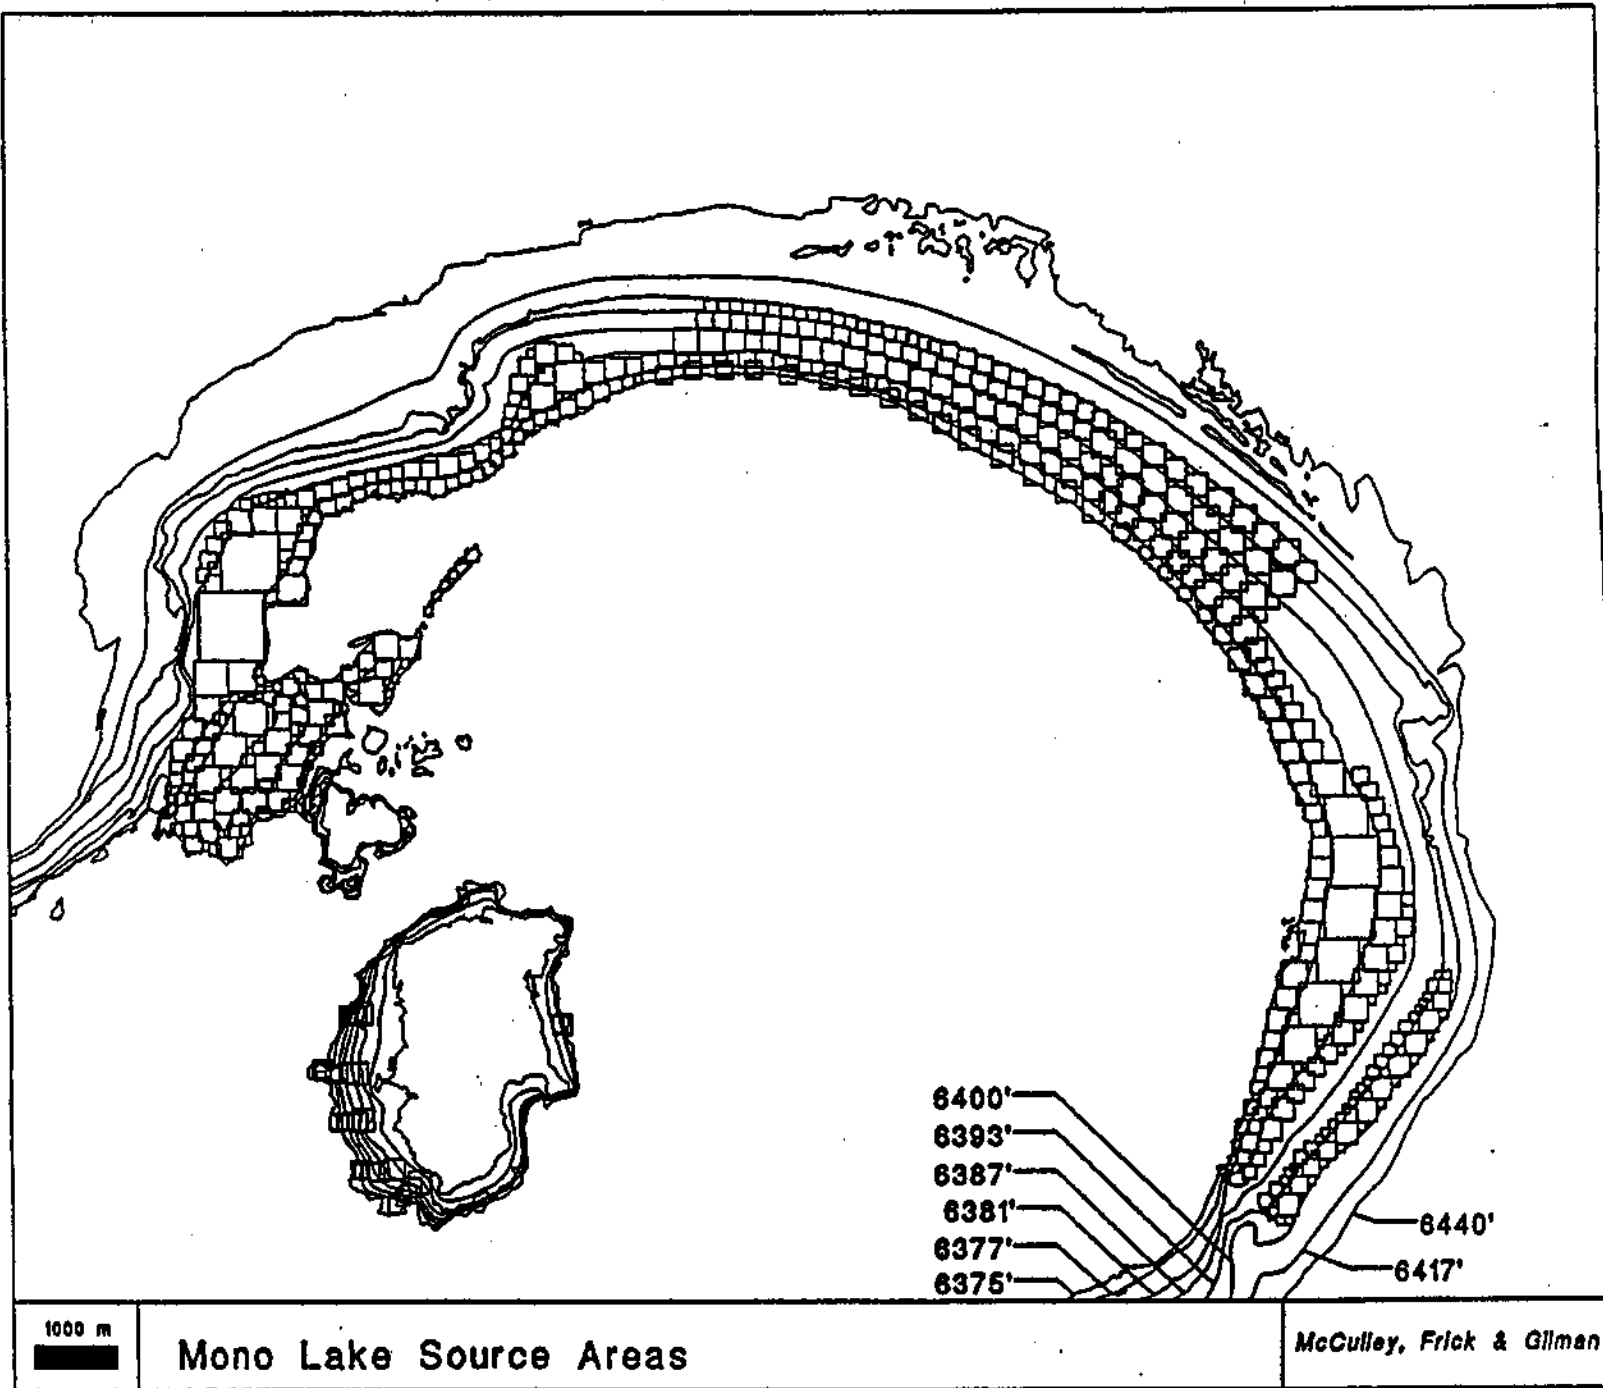 6400'
6393'
6387'
6381'
6377'
6375'
6440'
6417'
1000 m
Mono Lake Source Areas
McCulley, Frick & Gilman